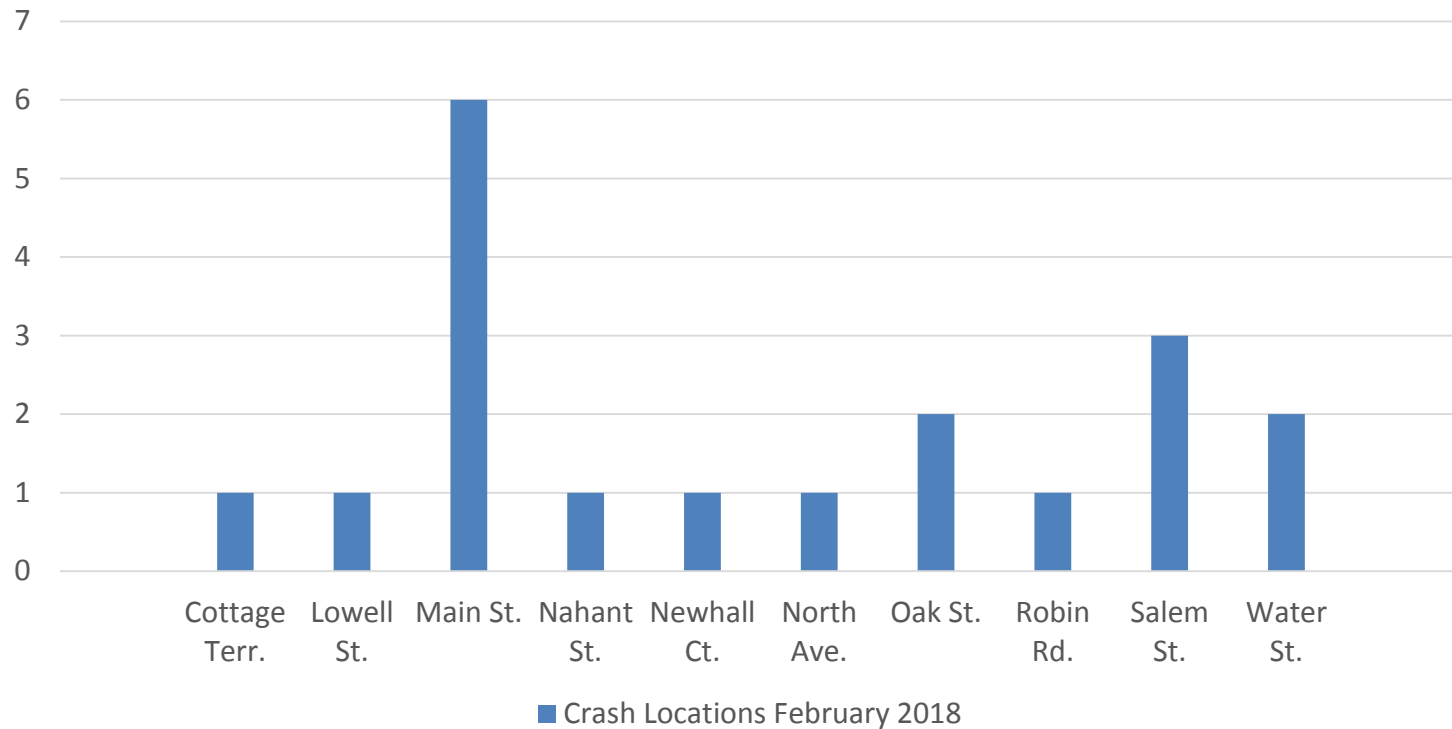 7
6
5
4
3
2
1
0
Cottage Terr.
Lowell St.
Main St.
Nahant St.
Newhall Ct.
North Ave.
Oak St.
Robin Rd.
Salem St.
Water St.
Crash Locations February 2018